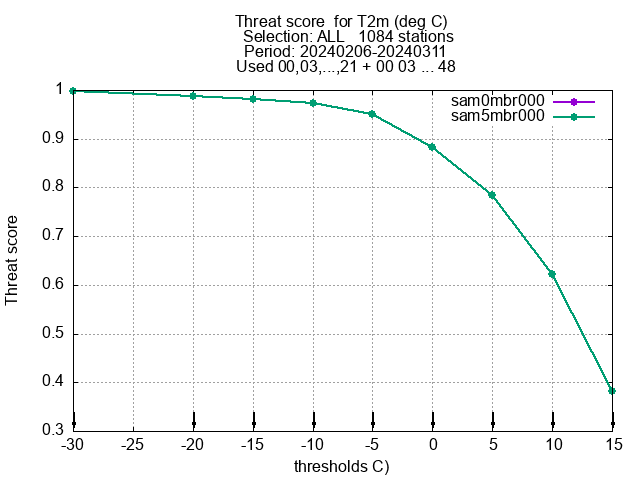 Threat score  for T2m (deg C)
Selection: ALL   1084 stations
Period: 20240206-20240311
Used 00,03,...,21 + 00 03 ... 48
sam0mbr000
sam5mbr000
1
0.9
0.8
0.7
0.6
0.5
0.4
0.3
Threat score
-30 -25 -20 -15 -10 -5 0 5 10 15
thresholds C)